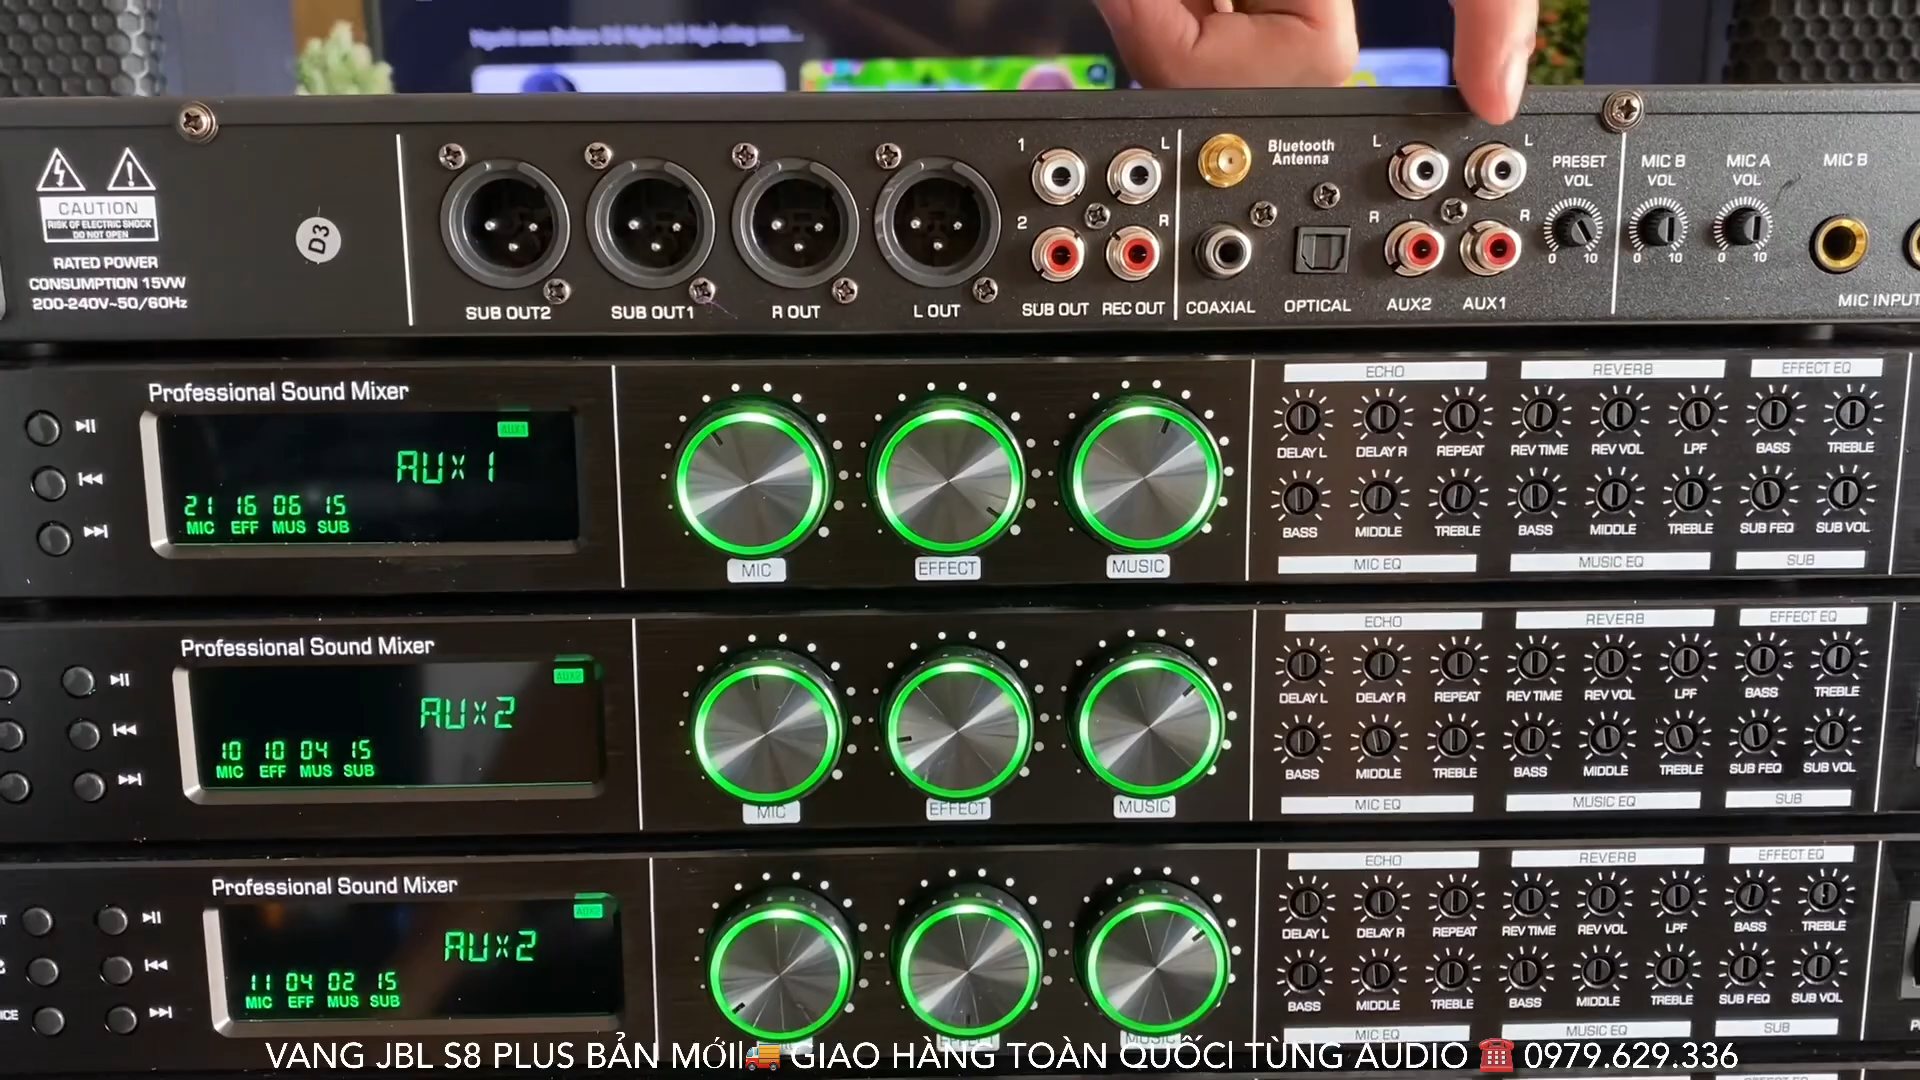 Bluetooth
Antenna
1
L
L
L
2
R
R
R
PRESET
VOL
MIC B
VOL
MIC A
VOL
MIC B
0 10
0 10
0 10
CAUTION
RISK OF ELECTRIC SHOCK
DO NOT OPEN
D3
RATED POWER
CONSUMPTION 15VW
200-240V~50/60Hz
SUB OUT2
SUB OUT1
R OUT
L OUT
SUB OUT
REC OUT
COAXIAL
OPTICAL
AUX2
AUX1
MIC INPUT
Professional Sound Mixer
AUX1
AUX 1
21 16 06 15
MIC EFF MUS SUB
MIC
EFFECT
MUSIC
ECHO
REVERB
EFFECT EQ
DELAY L
DELAY R
REPEAT
REV TIME
REV VOL
LPF
BASS
TREBLE
BASS
MIDDLE
TREBLE
BASS
MIDDLE
TREBLE
SUB FEQ
SUB VOL
MIC EQ
MUSIC EQ
SUB
Professional Sound Mixer
AUX2
AUX2
10 10 04 15
MIC EFF MUS SUB
MIC
EFFECT
MUSIC
ECHO
REVERB
EFFECT EQ
DELAY L
DELAY R
REPEAT
REV TIME
REV VOL
LPF
BASS
TREBLE
BASS
MIDDLE
TREBLE
BASS
MIDDLE
TREBLE
SUB FEQ
SUB VOL
MIC EQ
MUSIC EQ
SUB
Professional Sound Mixer
AUX2
AUX2
11 04 02 15
MIC EFF MUS SUB
ECHO
REVERB
EFFECT EQ
DELAY L
DELAY R
REPEAT
REV TIME
REV VOL
LPF
BASS
TREBLE
BASS
MIDDLE
TREBLE
BASS
MIDDLE
TREBLE
SUB FEQ
SUB VOL
MIC EQ
MUSIC EQ
SUB
VANG JBL S8 PLUS BẢN MỚI|🚚 GIAO HÀNG TOÀN QUỐC| TÙNG AUDIO ☎️ 0979.629.336